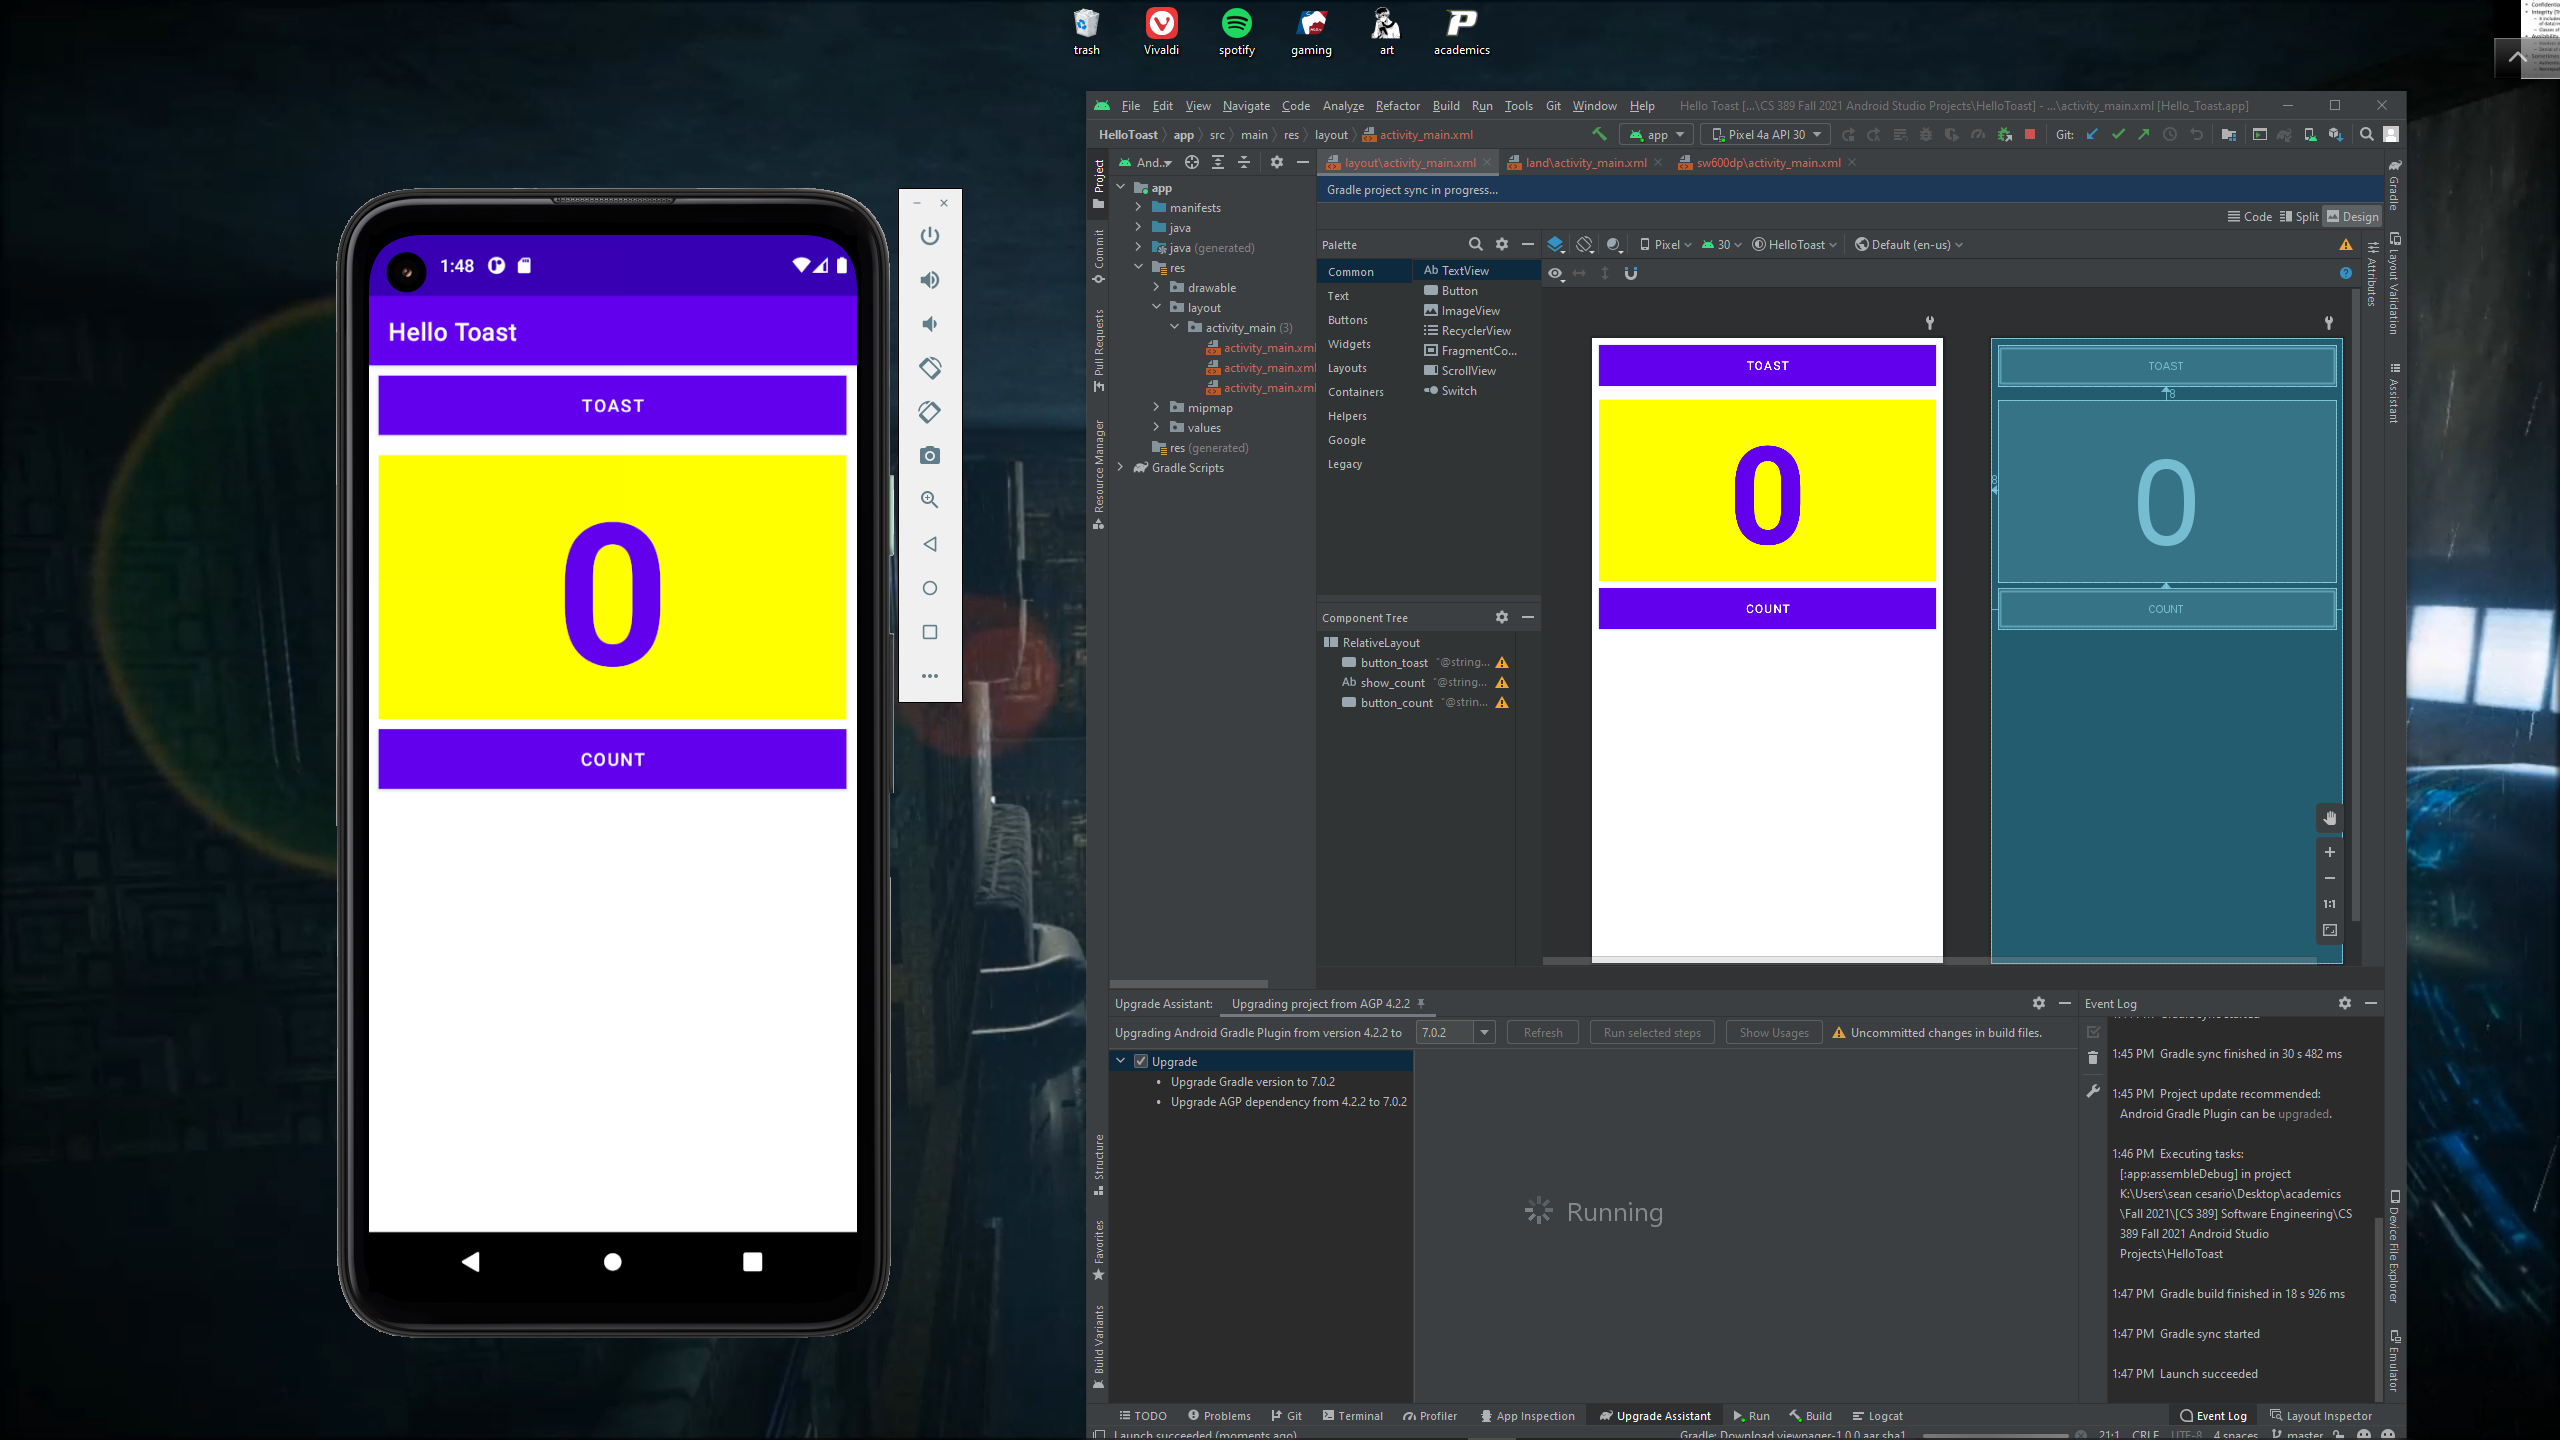 trash
Vivaldi
spotify
gaming
art
academics
1:48
Hello Toast
TOAST
0
COUNT
File Edit View Navigate Code Analyze Refactor Build Run Tools Git Window Help Hello Toast [...\CS 389 Fall 2021 Android Studio Projects\HelloToast] - ...\activity_main.xml [Hello_Toast.app]
HelloToast app src main res layout activity_main.xml app Pixel 4a API 30 Git:
And.. layout\activity_main.xml land\activity_main.xml sw600dp\activity_main.xml
Gradle project sync in progress...
Code Split Design
Project
Commit
Pull Requests
Resource Manager
Structure
Favorites
Build Variants
app
manifests
java
java (generated)
res
drawable
layout
activity_main (3)
activity_main.xml
activity_main.xml
activity_main.xml
mipmap
values
res (generated)
Gradle Scripts
Palette
Common
Text
Buttons
Widgets
Layouts
Containers
Helpers
Google
Legacy
Ab TextView
Button
ImageView
RecyclerView
FragmentCo...
ScrollView
Switch
Pixel 30 HelloToast Default (en-us)
TOAST
0
COUNT
TOAST
8
8
0
COUNT
1:1
Component Tree
RelativeLayout
button_toast "@string...
Ab show_count "@string...
button_count "@strin...
Gradle
Layout Validation
Attributes
Assistant
Device File Explorer
Emulator
Upgrade Assistant: Upgrading project from AGP 4.2.2
Upgrading Android Gradle Plugin from version 4.2.2 to 7.0.2 Refresh Run selected steps Show Usages Uncommitted changes in build files.
Upgrade
Upgrade Gradle version to 7.0.2
Upgrade AGP dependency from 4.2.2 to 7.0.2
Running
Event Log
1:45 PM Gradle sync finished in 30 s 482 ms
1:45 PM Project update recommended:
Android Gradle Plugin can be upgraded.
1:46 PM Executing tasks:
[:app:assembleDebug] in project
K:\Users\sean cesario\Desktop\academics
\Fall 2021\[CS 389] Software Engineering\CS
389 Fall 2021 Android Studio
Projects\HelloToast
1:47 PM Gradle build finished in 18 s 926 ms
1:47 PM Gradle sync started
1:47 PM Launch succeeded
TODO Problems Git Terminal Profiler App Inspection Upgrade Assistant Run Build Logcat Event Log Layout Inspector
Launch succeeded (moments ago) Gradle: Download viewpager-1.0.0.aar.sha1 21:1 CRLF UTF-8 4 spaces master